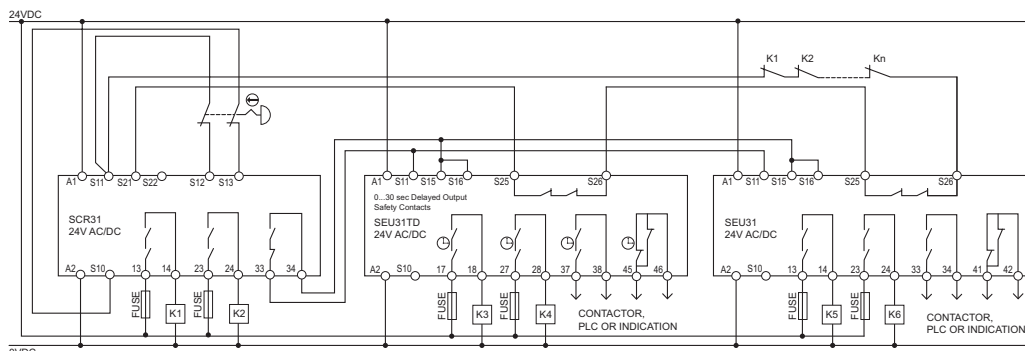 24VDC
K1 K2 Kn
A1 S11 S21 S22 S12 S13
A1 S11 S15 S16 S25 S26
A1 S11 S15 S16 S25 S26
SCR31
24V AC/DC
0...30 sec Delayed Output
Safety Contacts
SEU31TD
24V AC/DC
SEU31
24V AC/DC
A2 S10 13 14 23 24 33 34
A2 S10 17 18 27 28 37 38 45 46
A2 S10 13 14 23 24 33 34 41 42
FUSE K1 FUSE K2
FUSE K3 FUSE K4
CONTACTOR,
PLC OR INDICATION
FUSE K5 FUSE K6
CONTACTOR,
PLC OR INDICATION
0VDC